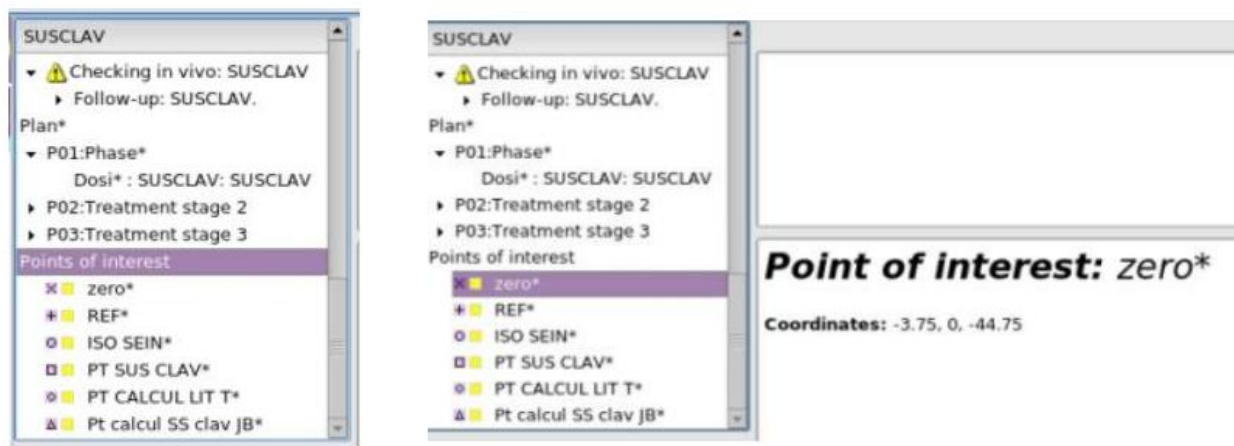 SUSCLAV
Checking in vivo: SUSCLAV
Follow-up: SUSCLAV.
Plan*
P01:Phase*
Dosi* : SUSCLAV: SUSCLAV
P02:Treatment stage 2
P03:Treatment stage 3
Points of interest
zero*
REF*
ISO SEIN*
PT SUS CLAV*
PT CALCUL LIT T*
Pt calcul SS clav JB*
SUSCLAV
Checking in vivo: SUSCLAV
Follow-up: SUSCLAV.
Plan*
P01:Phase*
Dosi* : SUSCLAV: SUSCLAV
P02:Treatment stage 2
P03:Treatment stage 3
Points of interest
zero*
REF*
ISO SEIN*
PT SUS CLAV*
PT CALCUL LIT T*
Pt calcul SS clav JB*
Point of interest: zero*
Coordinates: -3.75, 0, -44.75